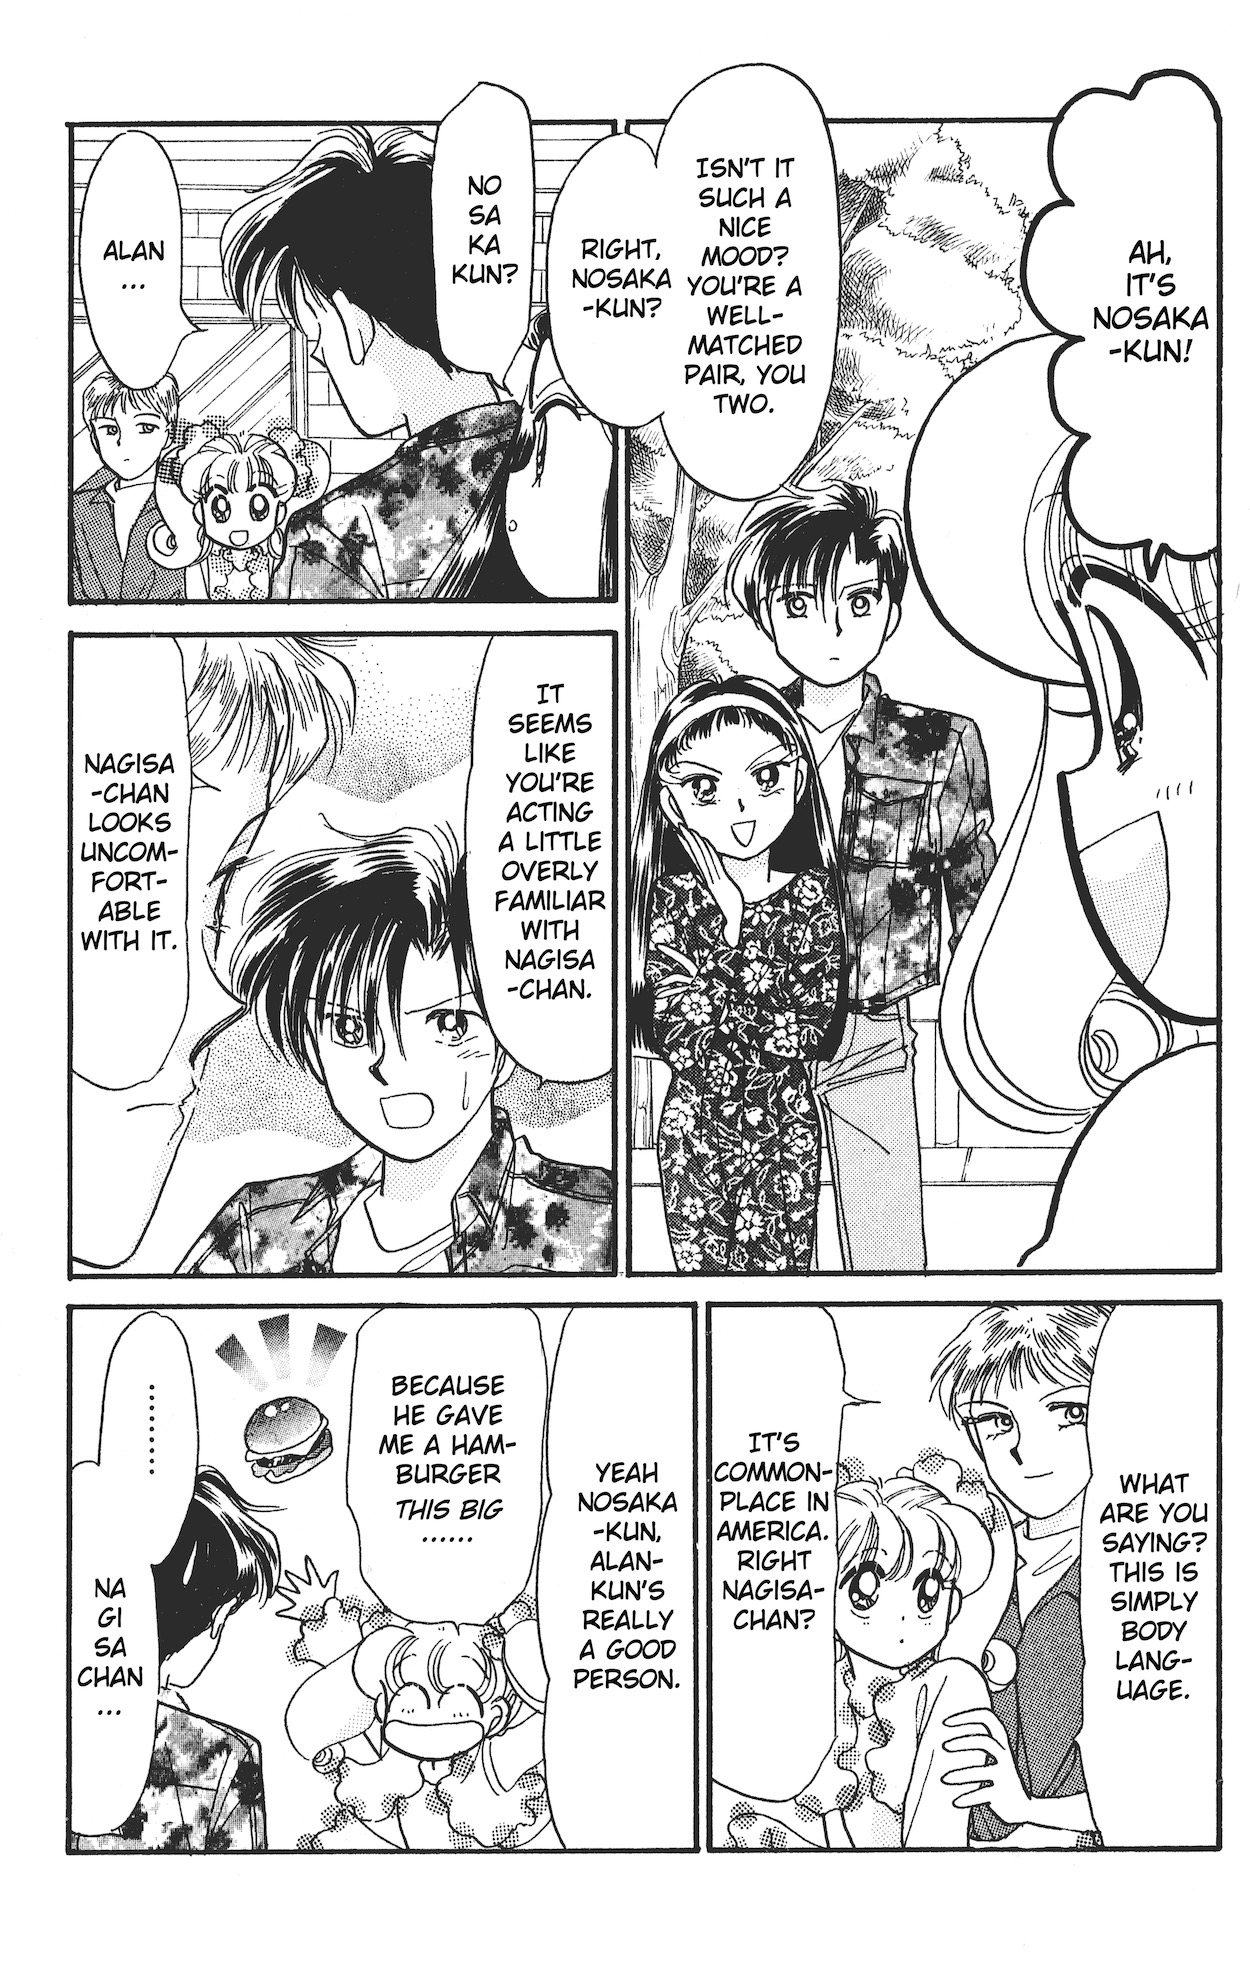 AH,
IT'S
NOSAKA
-KUN!
ISN'T IT
SUCH A
NICE
MOOD?
YOU'RE A
WELL-
MATCHED
PAIR, YOU
TWO.
RIGHT,
NOSAKA
-KUN?
NO
SA
KA
KUN?
ALAN
...
IT
SEEMS
LIKE
YOU'RE
ACTING
A LITTLE
OVERLY
FAMILIAR
WITH
NAGISA
-CHAN.
NAGISA
-CHAN
LOOKS
UNCOM-
FORT-
ABLE
WITH IT.
WHAT
ARE YOU
SAYING?
THIS IS
SIMPLY
BODY
LANG-
UAGE.
IT'S
COMMON-
PLACE IN
AMERICA.
RIGHT
NAGISA-
CHAN?
YEAH
NOSAKA
-KUN,
ALAN-
KUN'S
REALLY
A GOOD
PERSON.
BECAUSE
HE GAVE
ME A HAM-
BURGER
THIS BIG
......
........
NA
GI
SA
CHAN
...